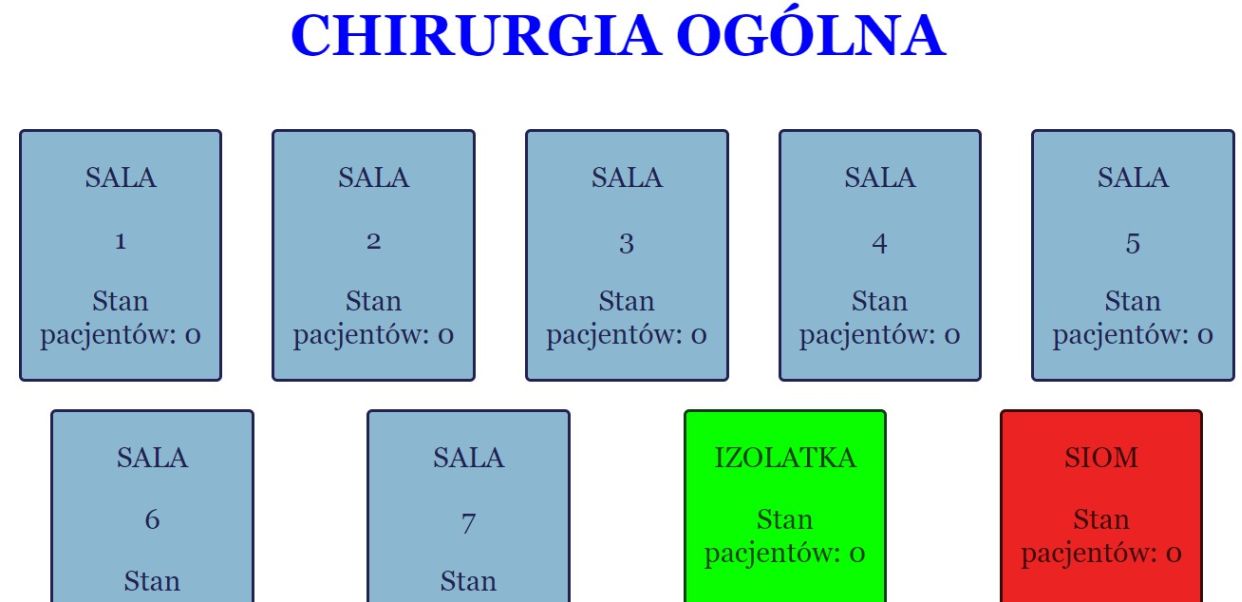 CHIRURGIA OGÓLNA
SALA
1
Stan
pacjentów: 0
SALA
2
Stan
pacjentów: 0
SALA
3
Stan
pacjentów: 0
SALA
4
Stan
pacjentów: 0
SALA
5
Stan
pacjentów: 0
SALA
6
Stan
SALA
7
Stan
IZOLATKA
Stan
pacjentów: 0
SIOM
Stan
pacjentów: 0